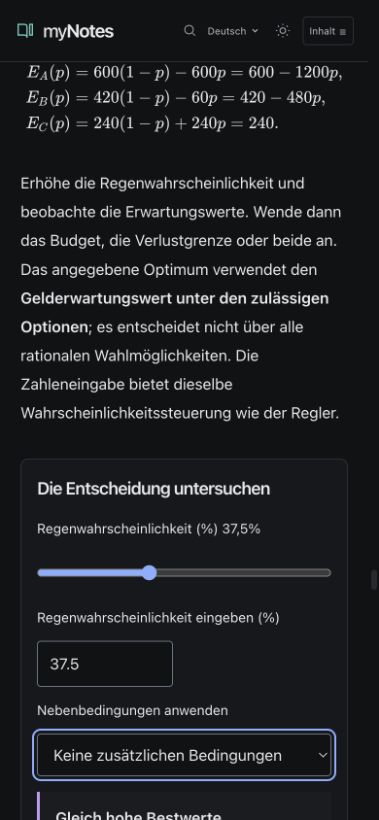 myNotes
Deutsch
Inhalt
E_A(p) = 600(1 − p) − 600p = 600 − 1200p,
E_B(p) = 420(1 − p) − 60p = 420 − 480p,
E_C(p) = 240(1 − p) + 240p = 240.
Erhöhe die Regenwahrscheinlichkeit und
beobachte die Erwartungswerte. Wende dann
das Budget, die Verlustgrenze oder beide an.
Das angegebene Optimum verwendet den
Gelderwartungswert unter den zulässigen
Optionen; es entscheidet nicht über alle
rationalen Wahlmöglichkeiten. Die
Zahleneingabe bietet dieselbe
Wahrscheinlichkeitssteuerung wie der Regler.
Die Entscheidung untersuchen
Regenwahrscheinlichkeit (%) 37,5%
Regenwahrscheinlichkeit eingeben (%)
37.5
Nebenbedingungen anwenden
Keine zusätzlichen Bedingungen
Gleich hohe Bestwerte